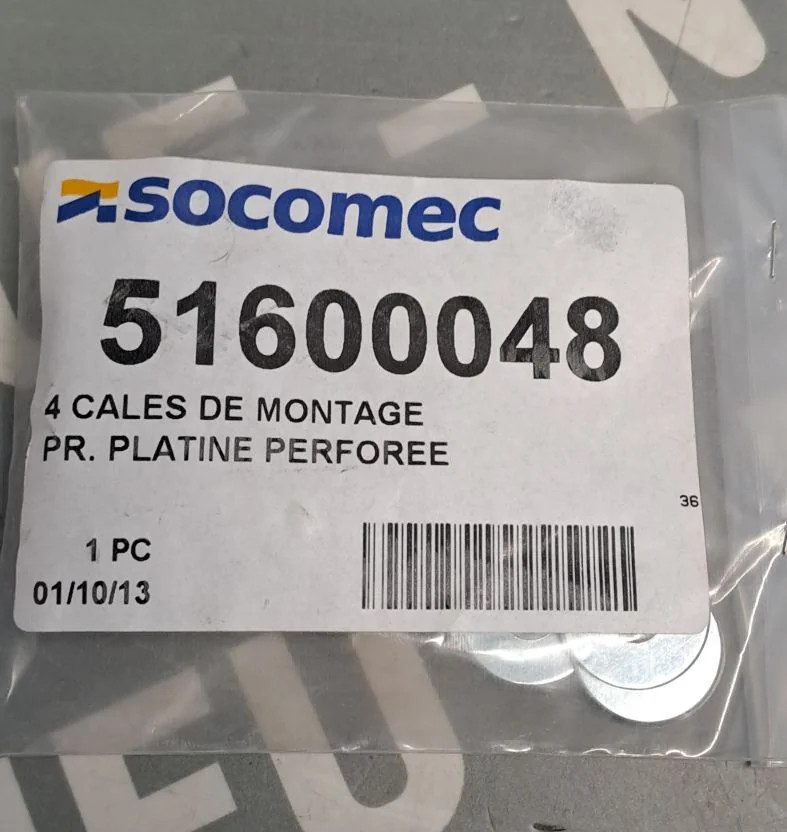 socomec
51600048
4 CALES DE MONTAGE
PR. PLATINE PERFOREE
36
1 PC
01/10/13